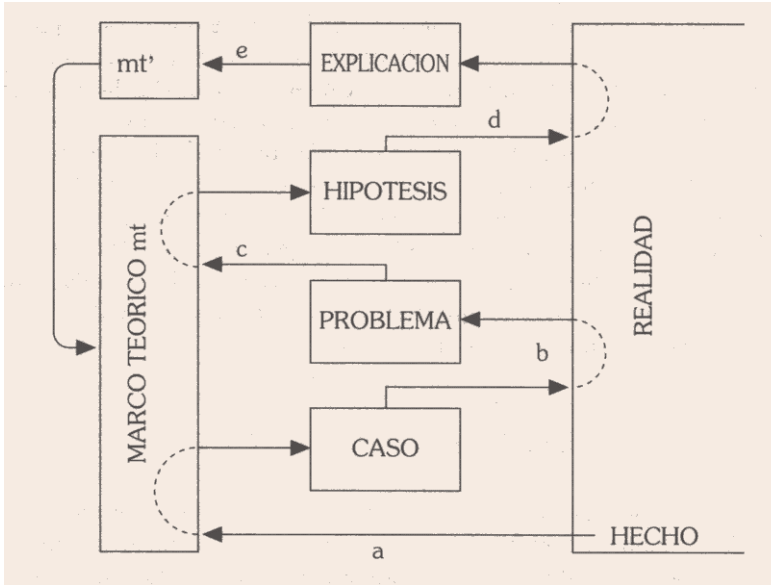 mt’
e
EXPLICACION
d
HIPOTESIS
MARCO TEORICO mt
c
REALIDAD
PROBLEMA
b
CASO
HECHO
a